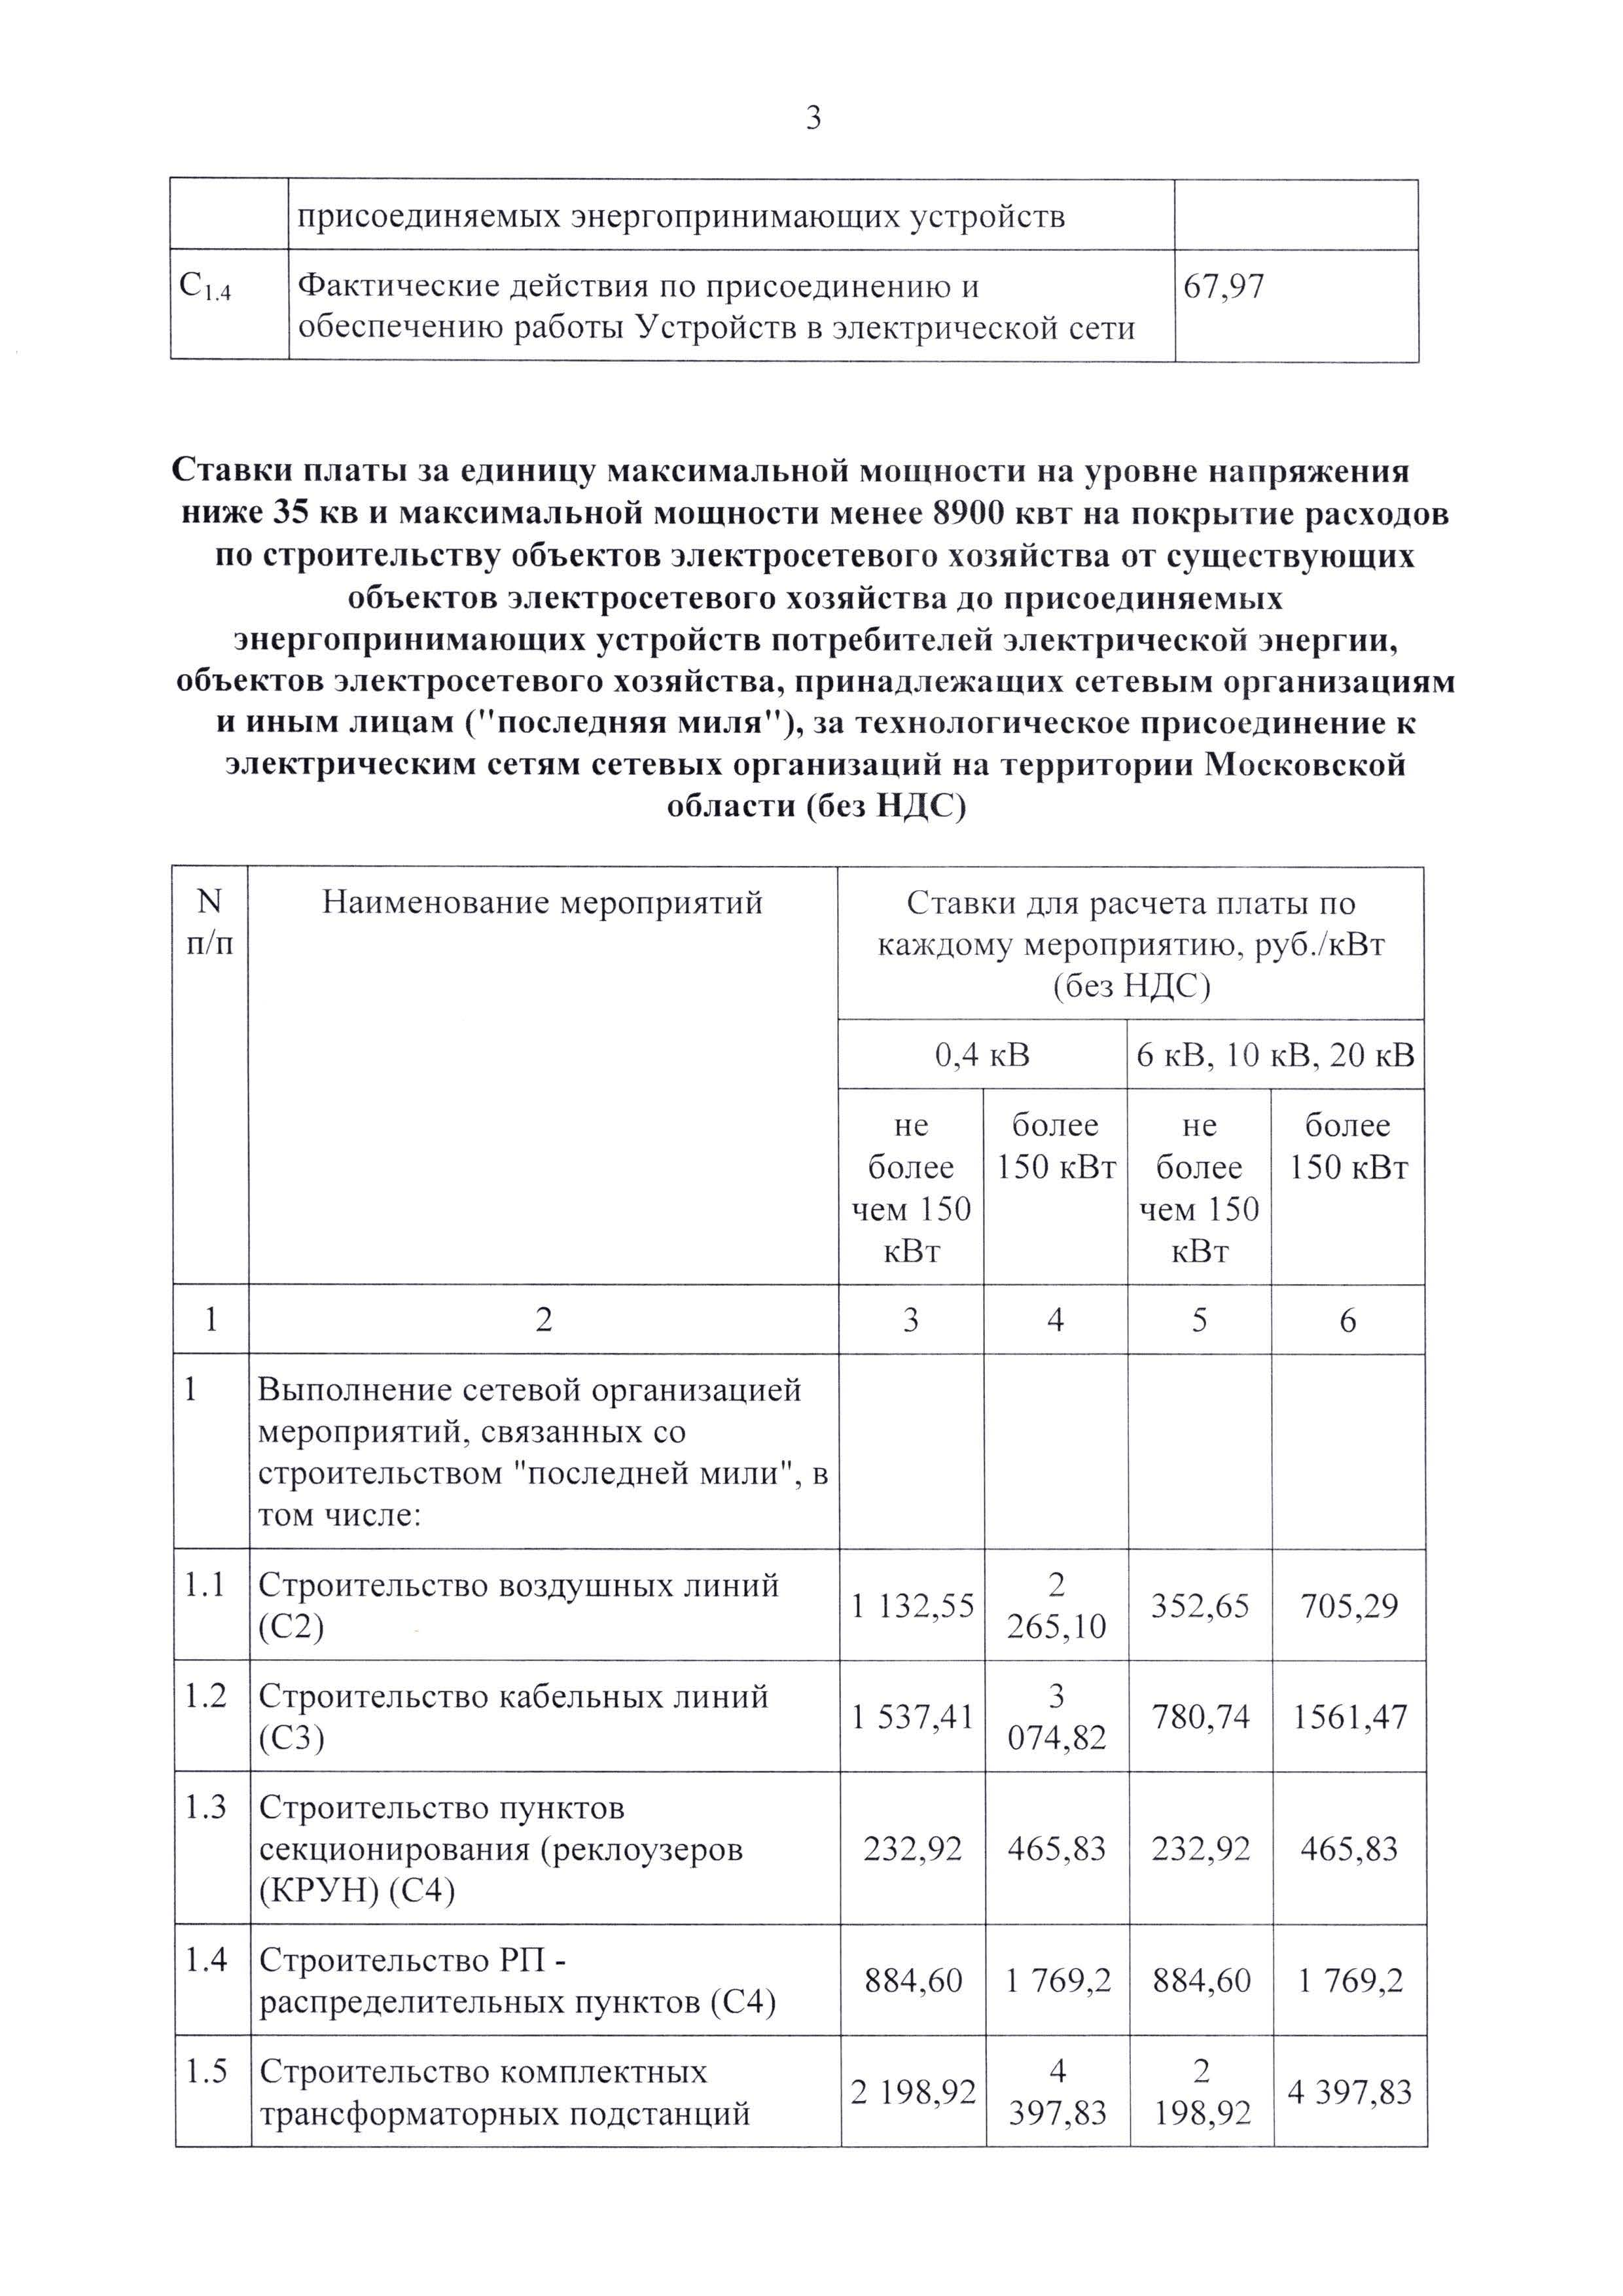 3
присоединяемых энергопринимающих устройств
С1.4
Фактические действия по присоединению и
обеспечению работы Устройств в электрической сети
67,97
Ставки платы за единицу максимальной мощности на уровне напряжения
ниже 35 кв и максимальной мощности менее 8900 квт на покрытие расходов
по строительству объектов электросетевого хозяйства от существующих
объектов электросетевого хозяйства до присоединяемых
энергопринимающих устройств потребителей электрической энергии,
объектов электросетевого хозяйства, принадлежащих сетевым организациям
и иным лицам ("последняя миля"), за технологическое присоединение к
электрическим сетям сетевых организаций на территории Московской
области (без НДС)
N
п/п
Наименование мероприятий
Ставки для расчета платы по
каждому мероприятию, руб./кВт
(без НДС)
0,4 кВ
6 кВ, 10 кВ, 20 кВ
не
более
чем 150
кВт
более
150 кВт
не
более
чем 150
кВт
более
150 кВт
1
2
3
4
5
6
1
Выполнение сетевой организацией
мероприятий, связанных со
строительством "последней мили", в
том числе:
1.1
Строительство воздушных линий
(С2)
1 132,55
2
265,10
352,65
705,29
1.2
Строительство кабельных линий
(С3)
1 537,41
3
074,82
780,74
1561,47
1.3
Строительство пунктов
секционирования (реклоузеров
(КРУН) (С4)
232,92
465,83
232,92
465,83
1.4
Строительство РП -
распределительных пунктов (С4)
884,60
1 769,2
884,60
1 769,2
1.5
Строительство комплектных
трансформаторных подстанций
2 198,92
4
397,83
2
198,92
4 397,83